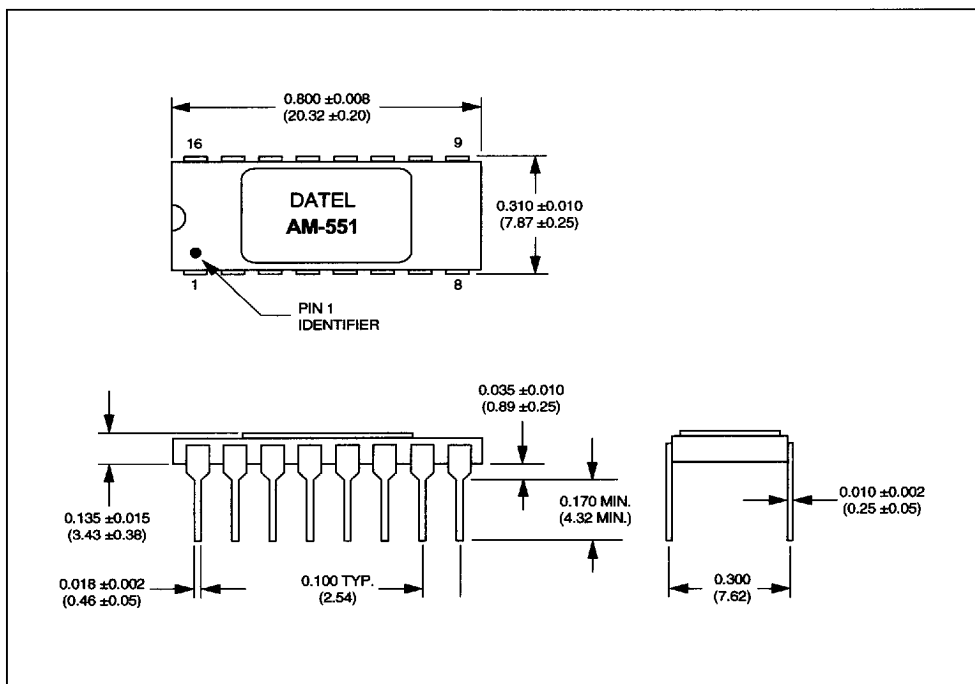 0.800 ±0.008
(20.32 ±0.20)
16
9
DATEL
AM-551
0.310 ±0.010
(7.87 ±0.25)
1
8
PIN 1
IDENTIFIER
0.035 ±0.010
(0.89 ±0.25)
0.135 ±0.015
(3.43 ±0.38)
0.170 MIN.
(4.32 MIN.)
0.010 ±0.002
(0.25 ±0.05)
0.018 ±0.002
(0.46 ±0.05)
0.100 TYP.
(2.54)
0.300
(7.62)